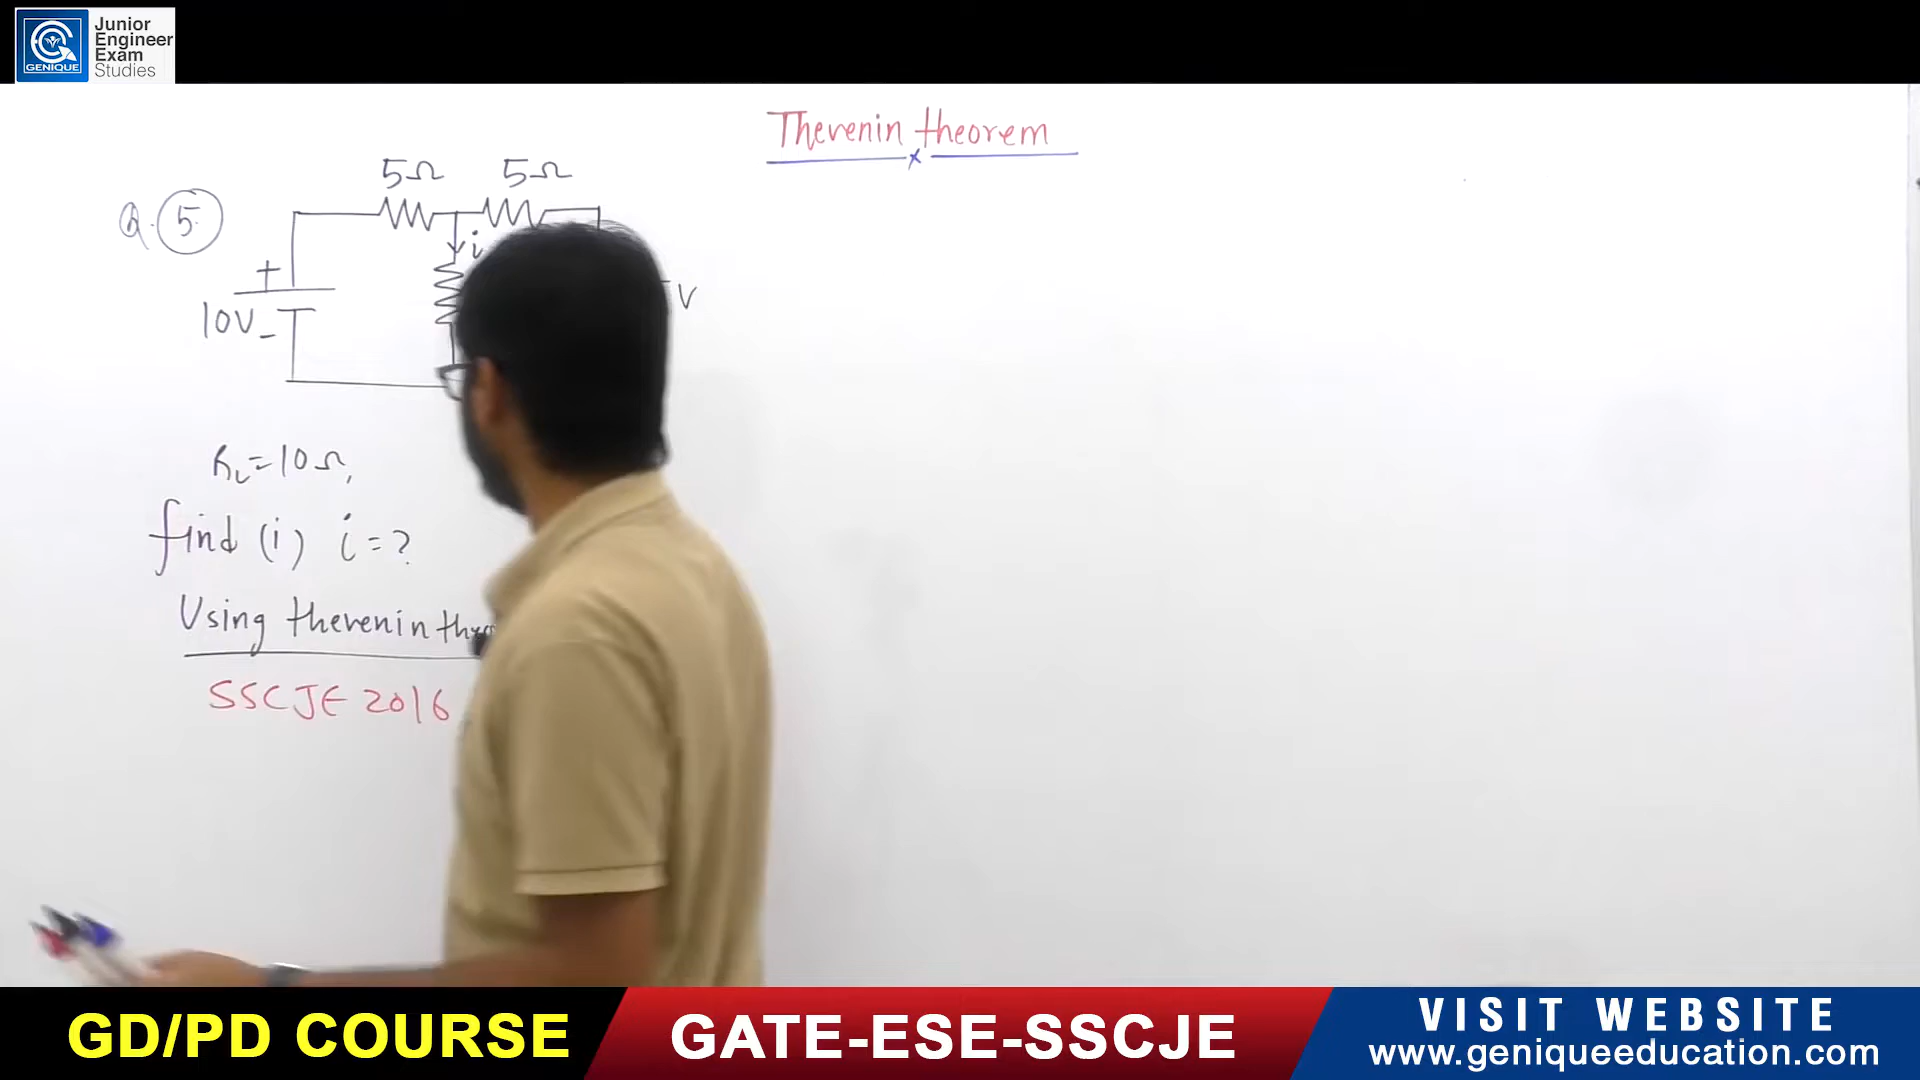 GENIQUE
Junior
Engineer
Exam
Studies
Thevenin theorem
Q. 5
5Ω 5Ω
i
+
10V
-
V
RL=10Ω,
find (i) i=?
Using thevenin
SSCJE 2016
GD/PD COURSE
GATE-ESE-SSCJE
VISIT WEBSITE
www.geniqueeducation.com